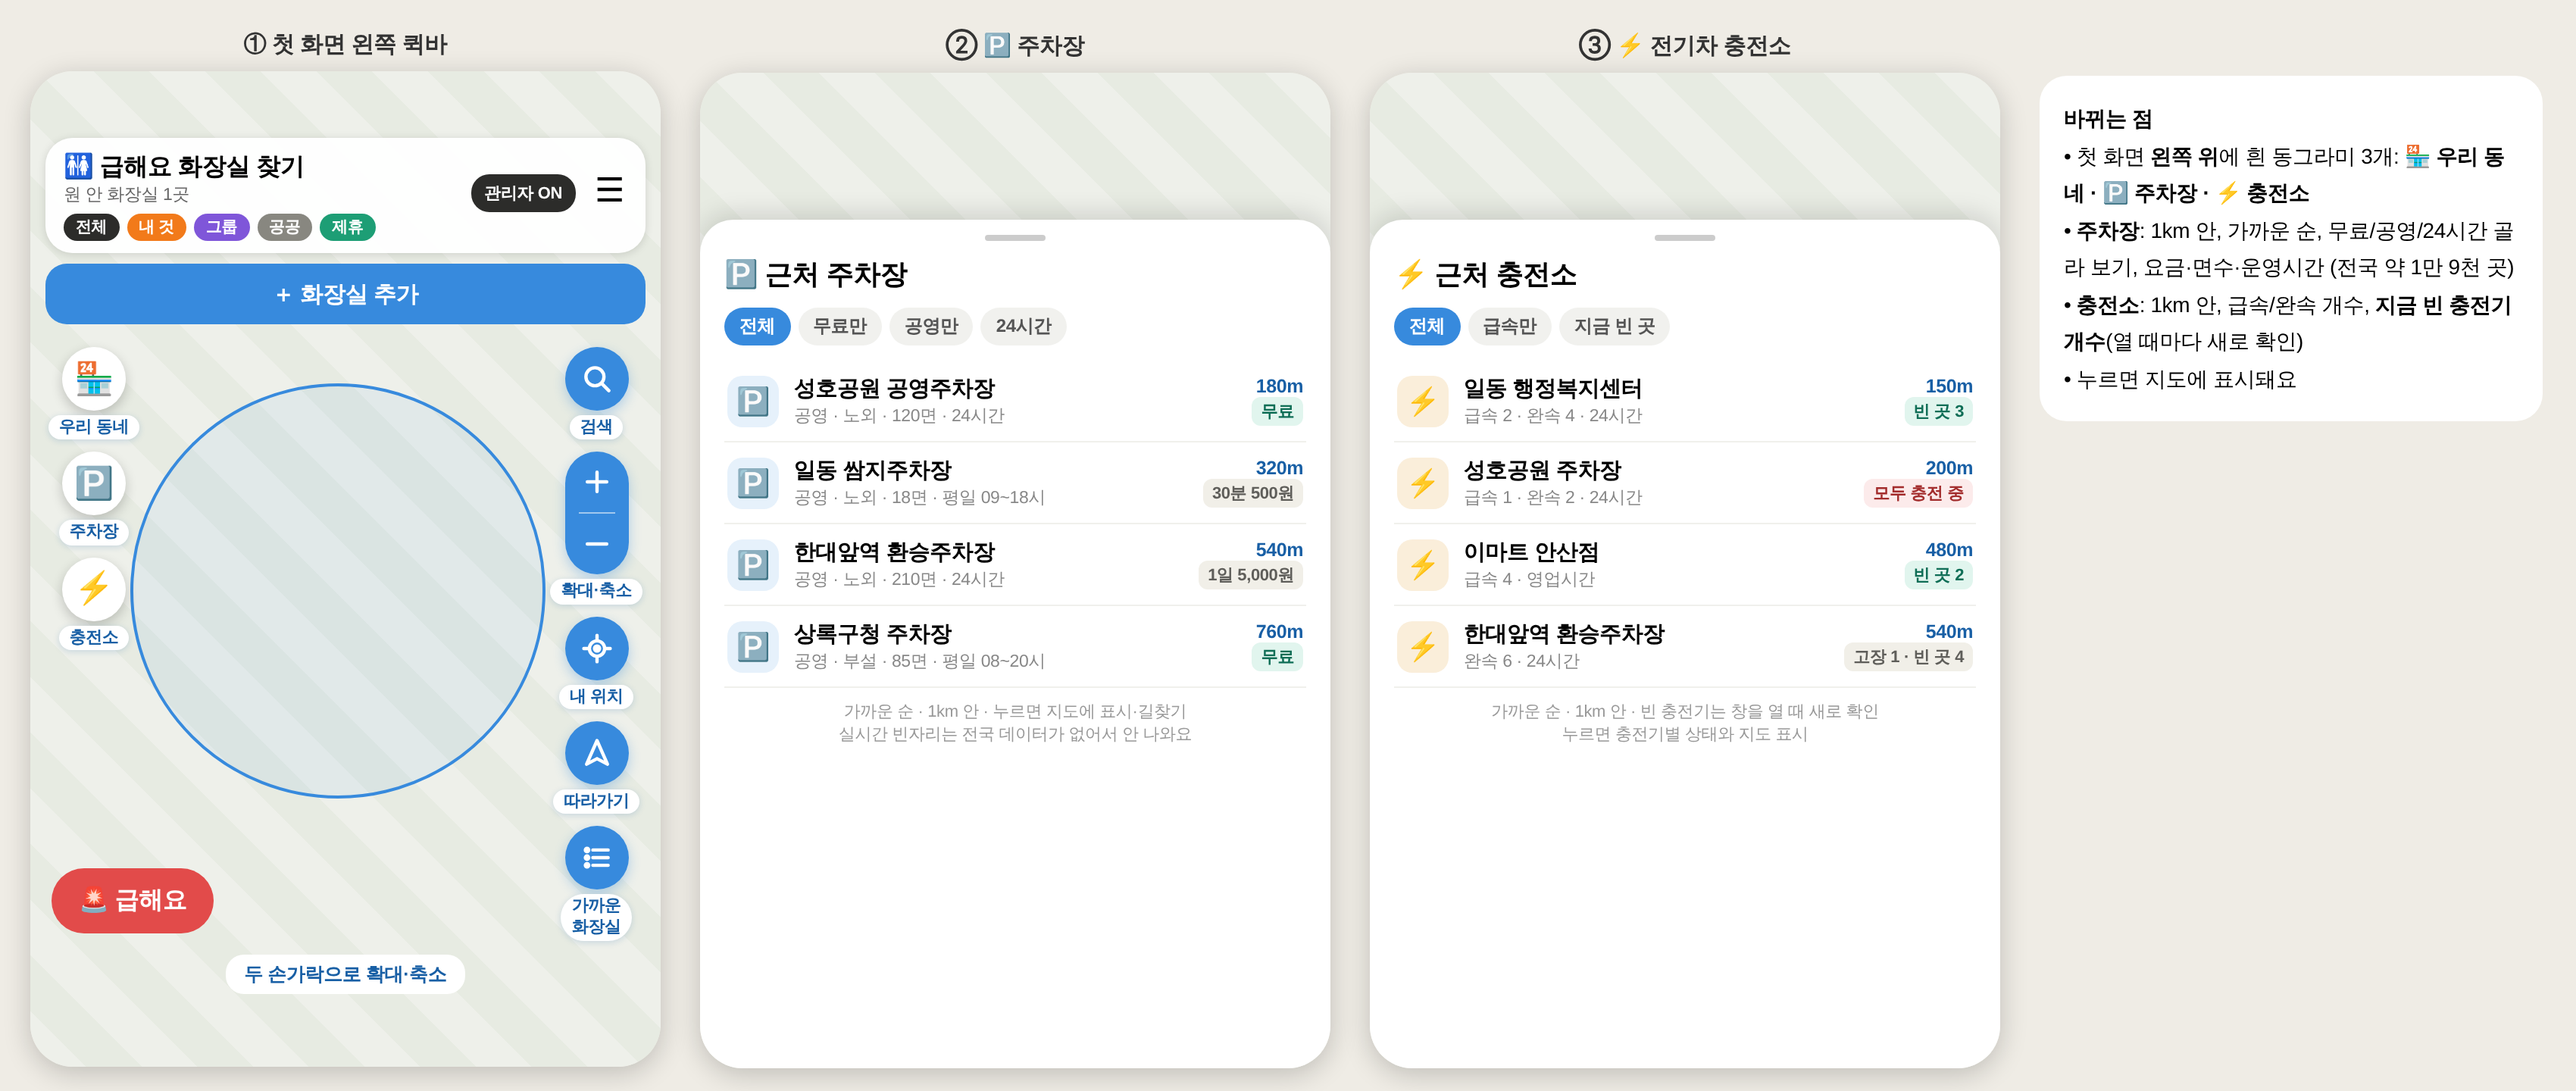 ① 첫 화면 왼쪽 퀵바
🚻 급해요 화장실 찾기
원 안 화장실 1곳
전체 내 것 그룹 공공 제휴
관리자 ON
+ 화장실 추가
우리 동네
주차장
충전소
검색
확대·축소
내 위치
따라가기
가까운
화장실
🚨 급해요
두 손가락으로 확대·축소
② 🅿️ 주차장
🅿️ 근처 주차장
전체 무료만 공영만 24시간
성호공원 공영주차장
공영 · 노외 · 120면 · 24시간
180m
무료
일동 쌈지주차장
공영 · 노외 · 18면 · 평일 09~18시
320m
30분 500원
한대앞역 환승주차장
공영 · 노외 · 210면 · 24시간
540m
1일 5,000원
상록구청 주차장
공영 · 부설 · 85면 · 평일 08~20시
760m
무료
가까운 순 · 1km 안 · 누르면 지도에 표시·길찾기
실시간 빈자리는 전국 데이터가 없어서 안 나와요
③ ⚡ 전기차 충전소
⚡ 근처 충전소
전체 급속만 지금 빈 곳
일동 행정복지센터
급속 2 · 완속 4 · 24시간
150m
빈 곳 3
성호공원 주차장
급속 1 · 완속 2 · 24시간
200m
모두 충전 중
이마트 안산점
급속 4 · 영업시간
480m
빈 곳 2
한대앞역 환승주차장
완속 6 · 24시간
540m
고장 1 · 빈 곳 4
가까운 순 · 1km 안 · 빈 충전기는 창을 열 때 새로 확인
누르면 충전기별 상태와 지도 표시
바뀌는 점
• 첫 화면 왼쪽 위에 흰 동그라미 3개: 🏪 우리 동
네 · 🅿️ 주차장 · ⚡ 충전소
• 주차장: 1km 안, 가까운 순, 무료/공영/24시간 골
라 보기, 요금·면수·운영시간 (전국 약 1만 9천 곳)
• 충전소: 1km 안, 급속/완속 개수, 지금 빈 충전기
개수(열 때마다 새로 확인)
• 누르면 지도에 표시돼요